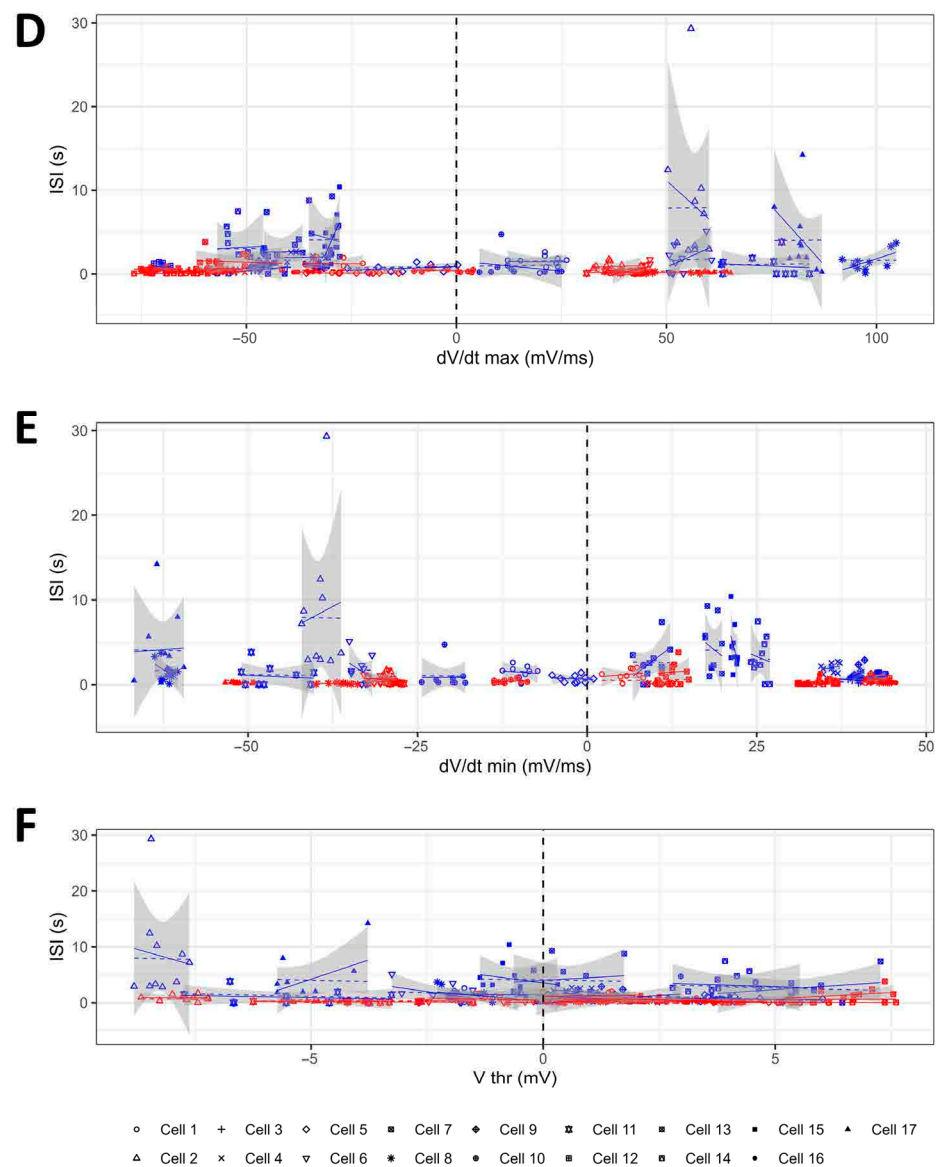 D
30
20
10
0
ISI (s)
−50 0 50 100
dV/dt max (mV/ms)
E
30
20
10
0
ISI (s)
−50 −25 0 25 50
dV/dt min (mV/ms)
F
30
20
10
0
ISI (s)
−5 0 5
V thr (mV)
Cell 1 Cell 3 Cell 5 Cell 7 Cell 9 Cell 11 Cell 13 Cell 15 Cell 17
Cell 2 Cell 4 Cell 6 Cell 8 Cell 10 Cell 12 Cell 14 Cell 16